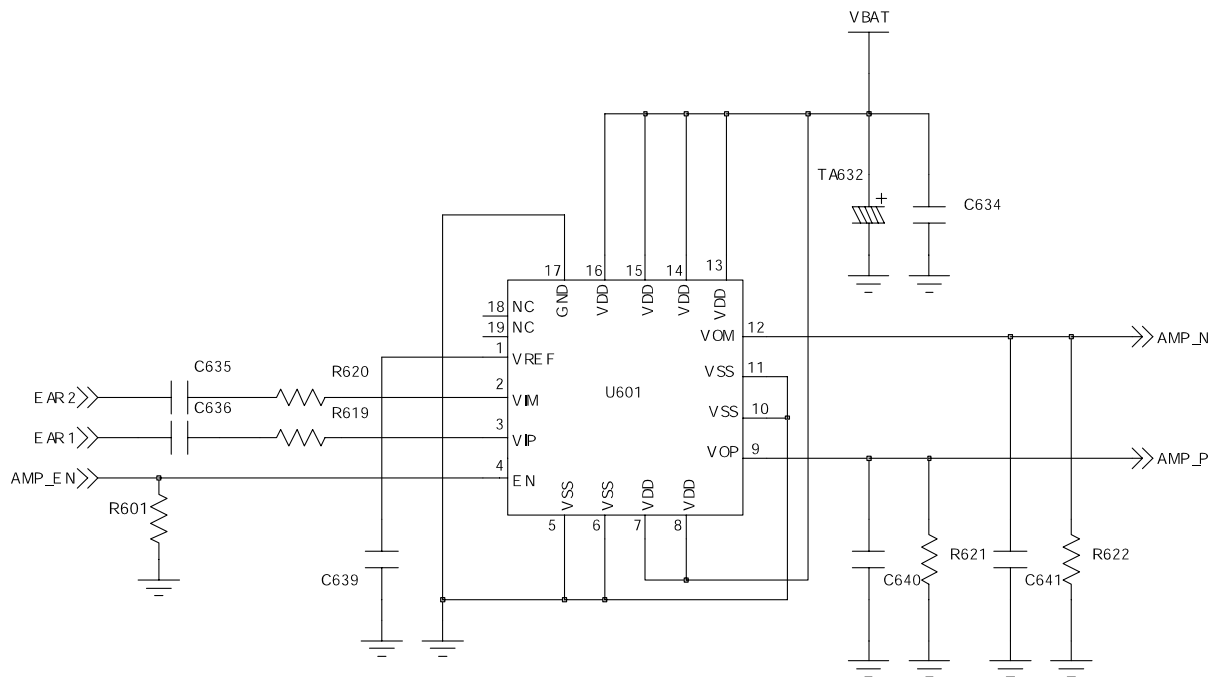 VBAT
TA632
+
C634
17
16
15
14
13
GND
VDD
VDD
VDD
VDD
18
NC
19
NC
1
VREF
12
VOM
AMP_N
C635
R620
11
VSS
EAR2
2
VIM
U601
C636
R619
10
VSS
EAR1
3
VIP
9
VOP
AMP_P
4
EN
AMP_EN
R601
VSS
VSS
VDD
VDD
5
6
7
8
C639
C640
R621
C641
R622